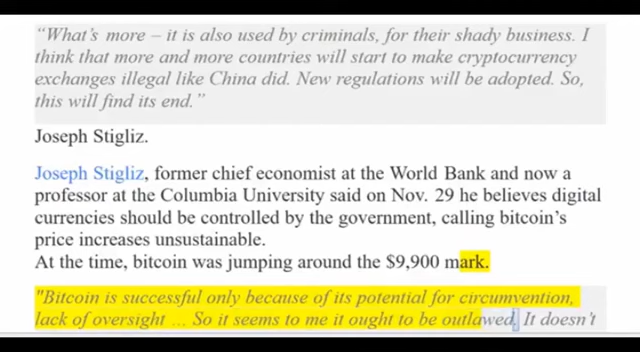 “What’s more – it is also used by criminals, for their shady business. I
think that more and more countries will start to make cryptocurrency
exchanges illegal like China did. New regulations will be adopted. So,
this will find its end.”
Joseph Stigliz.
Joseph Stigliz, former chief economist at the World Bank and now a
professor at the Columbia University said on Nov. 29 he believes digital
currencies should be controlled by the government, calling bitcoin’s
price increases unsustainable.
At the time, bitcoin was jumping around the $9,900 mark.
"Bitcoin is successful only because of its potential for circumvention,
lack of oversight … So it seems to me it ought to be outlawed. It doesn’t